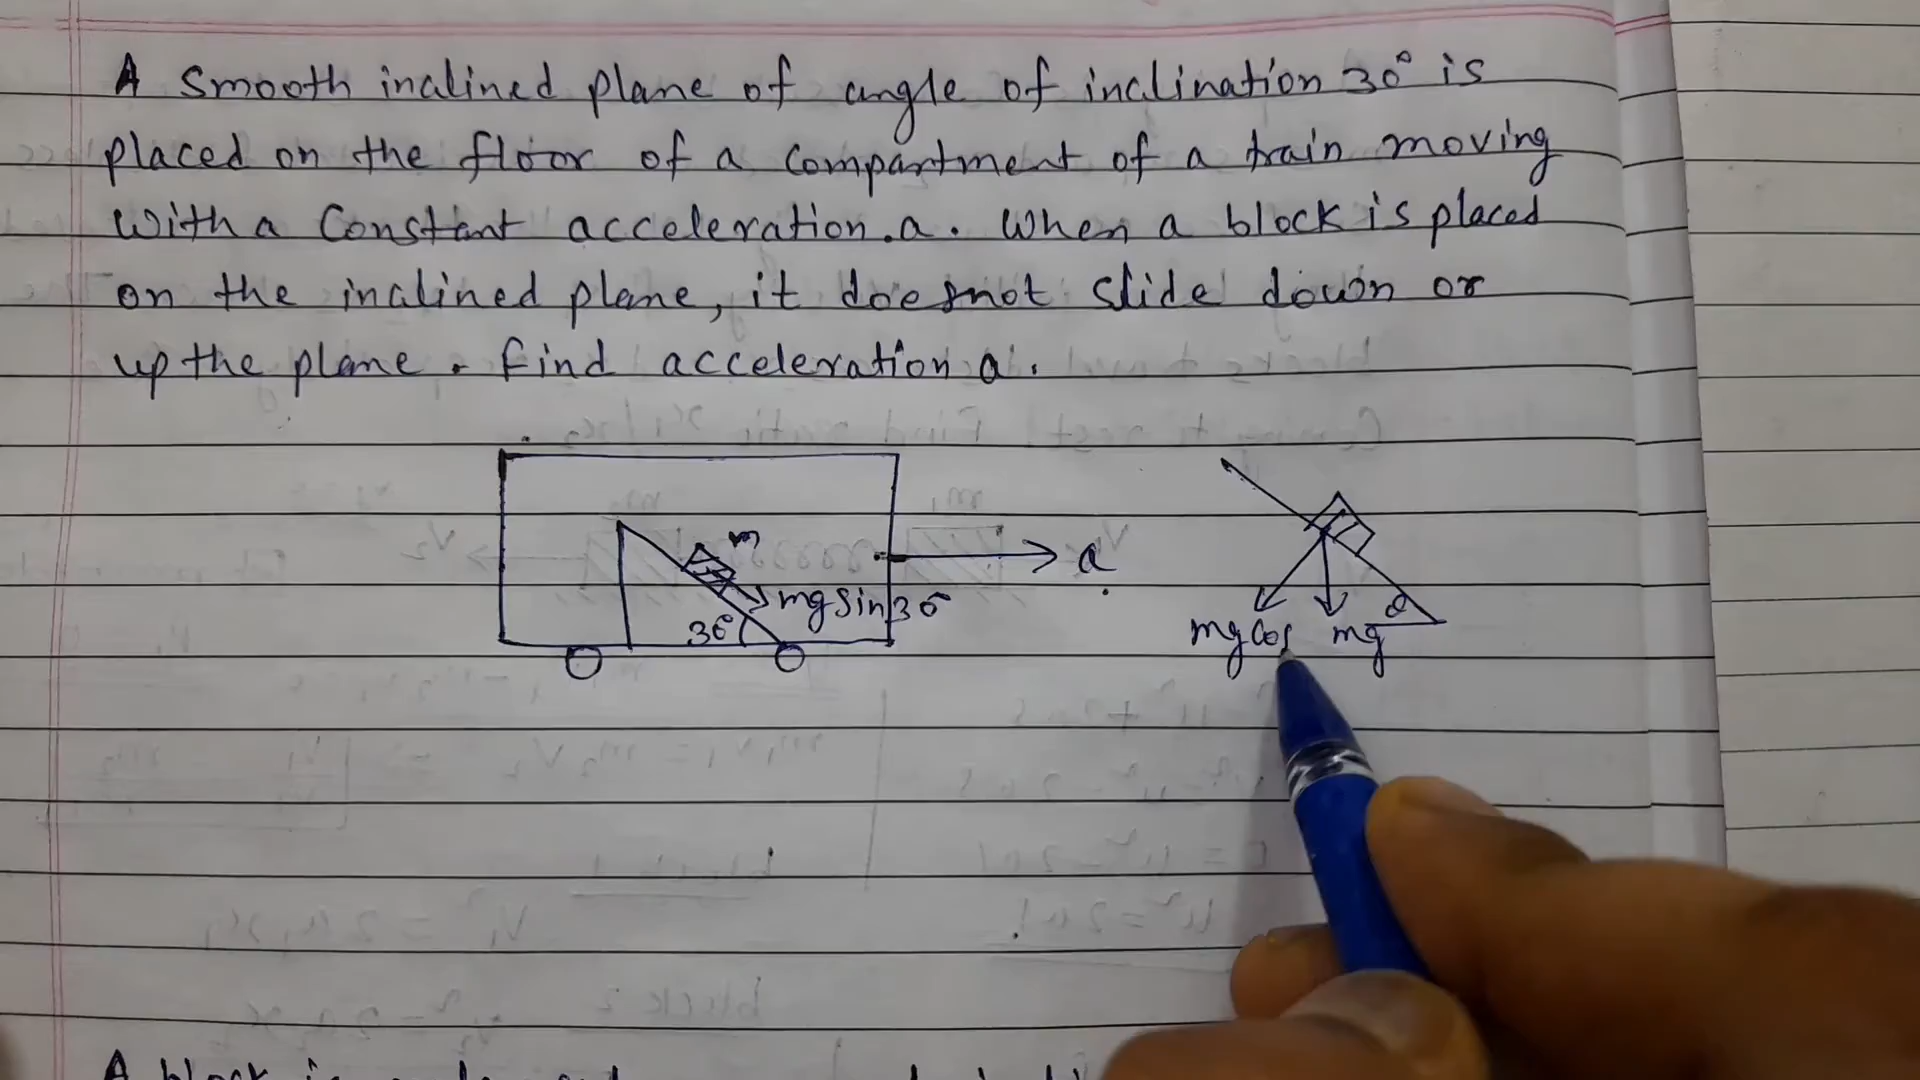 A smooth inclined plane of angle of inclination 30° is
placed on the floor of a compartment of a train moving
with a constant acceleration.a. When a block is placed
on the inclined plane, it does not slide down or
up the plane. Find acceleration a.
m
a
mg sin 30°
30°
θ
mg cos
mg
A block is